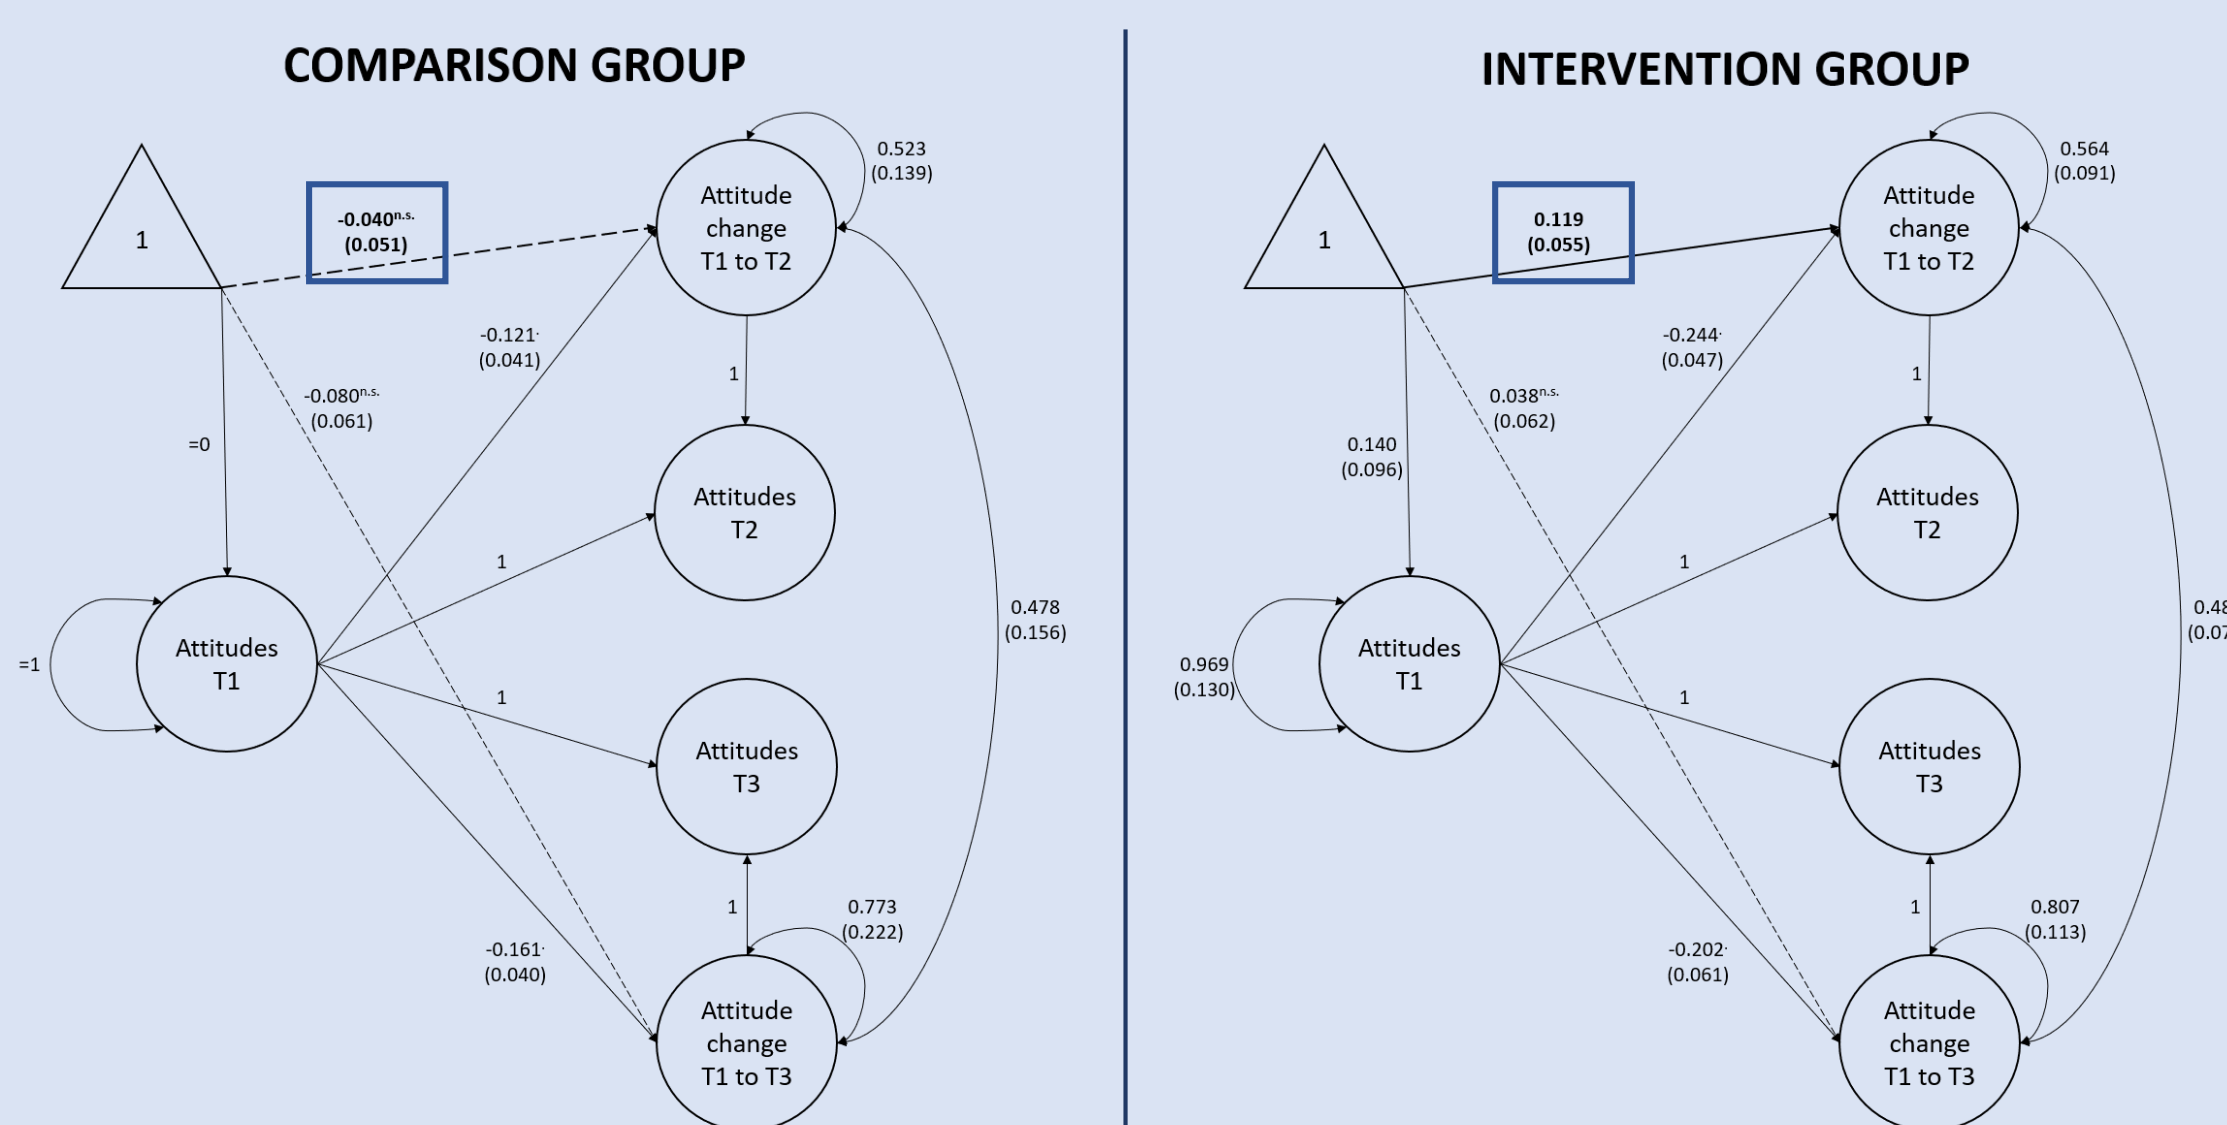 COMPARISON GROUP
1
-0.040n.s.
(0.051)
Attitude
change
T1 to T2
0.523
(0.139)
-0.121.
(0.041)
-0.080n.s.
(0.061)
1
=0
Attitudes
T2
1
0.478
(0.156)
Attitudes
T1
=1
1
Attitudes
T3
1
0.773
(0.222)
-0.161.
(0.040)
Attitude
change
T1 to T3
INTERVENTION GROUP
1
0.119
(0.055)
Attitude
change
T1 to T2
0.564
(0.091)
-0.244.
(0.047)
0.038n.s.
(0.062)
1
0.140
(0.096)
Attitudes
T2
1
0.48
(0.07
Attitudes
T1
0.969
(0.130)
1
Attitudes
T3
1
0.807
(0.113)
-0.202.
(0.061)
Attitude
change
T1 to T3